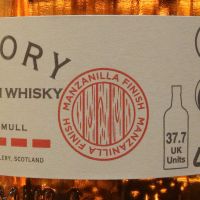 ORY
WHISKY
MULL
LERY, SCOTLAND
MANZANILLA FINISH
MANZANILLA FINISH
37.7
UK
Units